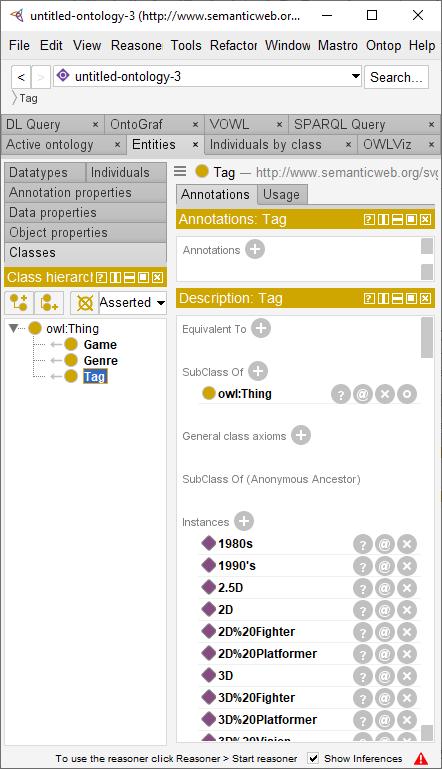 untitled-ontology-3 (http://www.semanticweb.or...
File Edit View Reasoner Tools Refactor Window Mastro Ontop Help
< > untitled-ontology-3 Search...
Tag
DL Query × OntoGraf × VOWL × SPARQL Query ×
Active ontology × Entities × Individuals by class × OWLViz ×
Datatypes Individuals
Annotation properties
Data properties
Object properties
Classes
Class hierarch
Asserted
owl:Thing
Game
Genre
Tag
Tag — http://www.semanticweb.org/svg
Annotations Usage
Annotations: Tag
Annotations
Description: Tag
Equivalent To
SubClass Of
owl:Thing
General class axioms
SubClass Of (Anonymous Ancestor)
Instances
1980s
1990's
2.5D
2D
2D%20Fighter
2D%20Platformer
3D
3D%20Fighter
3D%20Platformer
3D%20Vision
To use the reasoner click Reasoner > Start reasoner Show Inferences